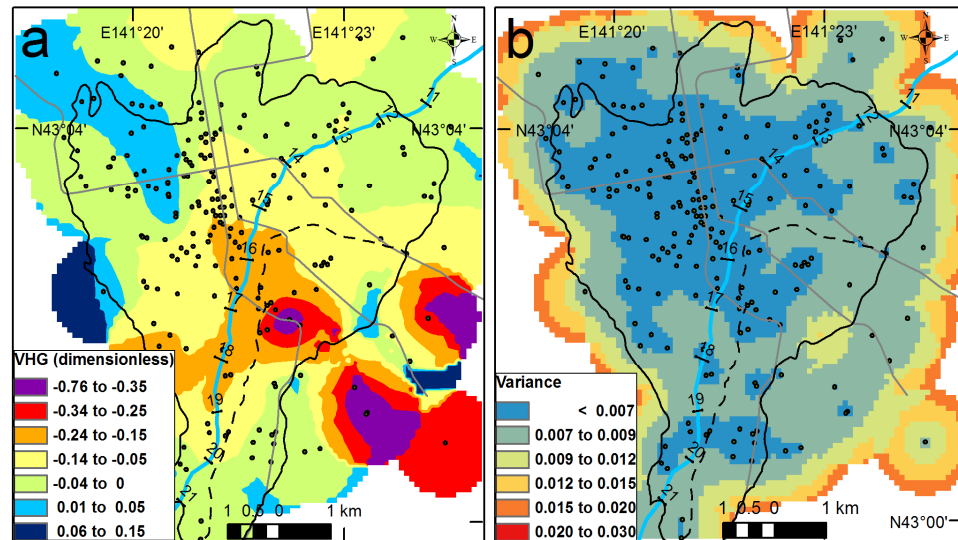 a
E141°20'
E141°23'
N
W E
S
N43°04'
N43°04'
11
12
13
14
15
16
17
18
19
20
21
VHG (dimensionless)
-0.76 to -0.35
-0.34 to -0.25
-0.24 to -0.15
-0.14 to -0.05
-0.04 to 0
0.01 to 0.05
0.06 to 0.15
1 0.5 0 1 km
b
E141°20'
E141°23'
N
W E
S
N43°04'
N43°04'
11
12
13
14
15
16
17
18
19
20
21
Variance
< 0.007
0.007 to 0.009
0.009 to 0.012
0.012 to 0.015
0.015 to 0.020
0.020 to 0.030
1 0.5 0 1 km
N43°00'